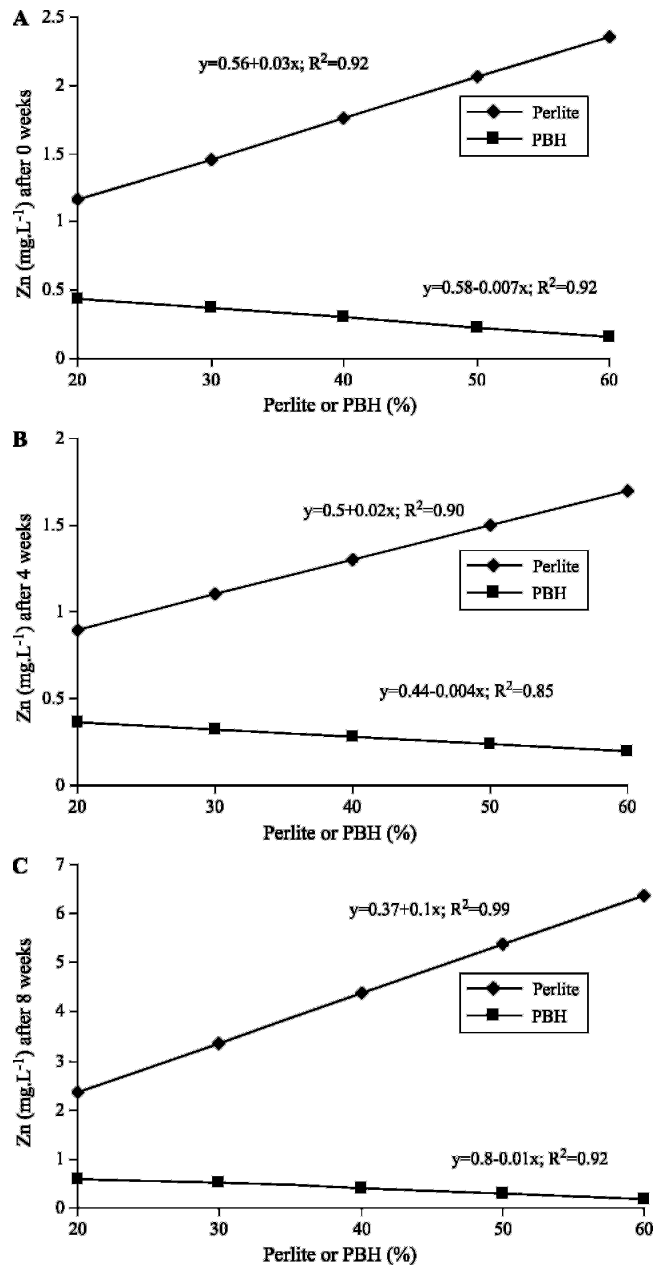 A
y=0.56+0.03x; R²=0.92
Perlite
PBH
y=0.58-0.007x; R²=0.92
Zn (mg.L⁻¹) after 0 weeks
2.5
2
1.5
1
0.5
0
20 30 40 50 60
Perlite or PBH (%)
B
y=0.5+0.02x; R²=0.90
Perlite
PBH
y=0.44-0.004x; R²=0.85
Zn (mg.L⁻¹) after 4 weeks
2
1.5
1
0.5
0
20 30 40 50 60
Perlite or PBH (%)
C
y=0.37+0.1x; R²=0.99
Perlite
PBH
y=0.8-0.01x; R²=0.92
Zn (mg.L⁻¹) after 8 weeks
7
6
5
4
3
2
1
0
20 30 40 50 60
Perlite or PBH (%)